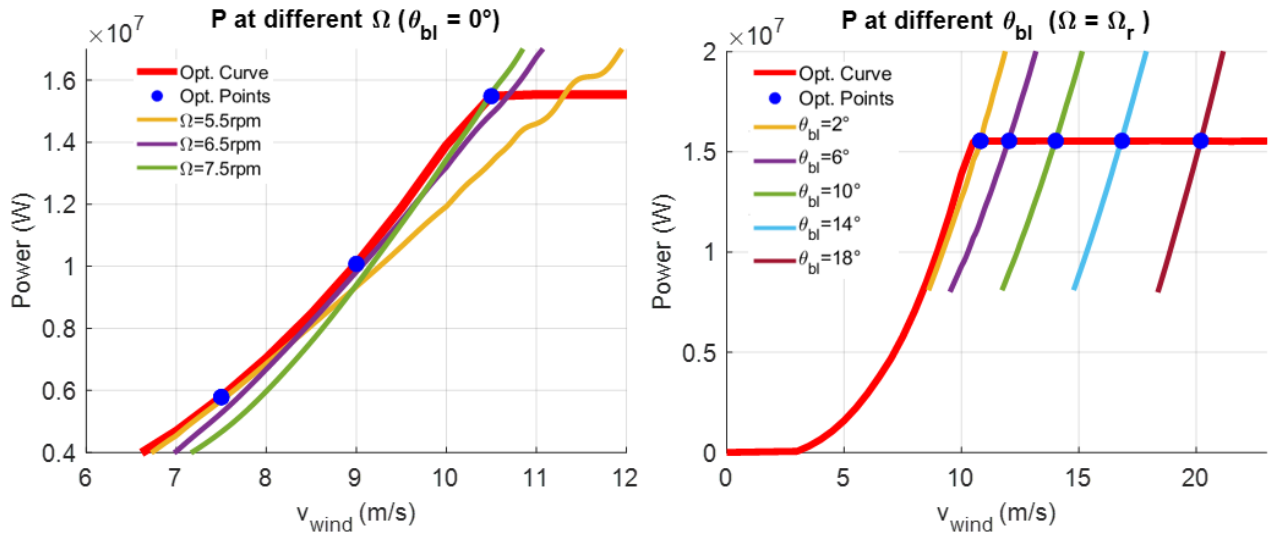 P at different Ω (θbl = 0°)
×10^7
1.6
1.4
1.2
1
0.8
0.6
0.4
Power (W)
Opt. Curve
Opt. Points
Ω=5.5rpm
Ω=6.5rpm
Ω=7.5rpm
6 7 8 9 10 11 12
v_wind (m/s)
P at different θbl (Ω = Ωr )
×10^7
2
1.5
1
0.5
0
Power (W)
Opt. Curve
Opt. Points
θbl=2°
θbl=6°
θbl=10°
θbl=14°
θbl=18°
0 5 10 15 20
v_wind (m/s)